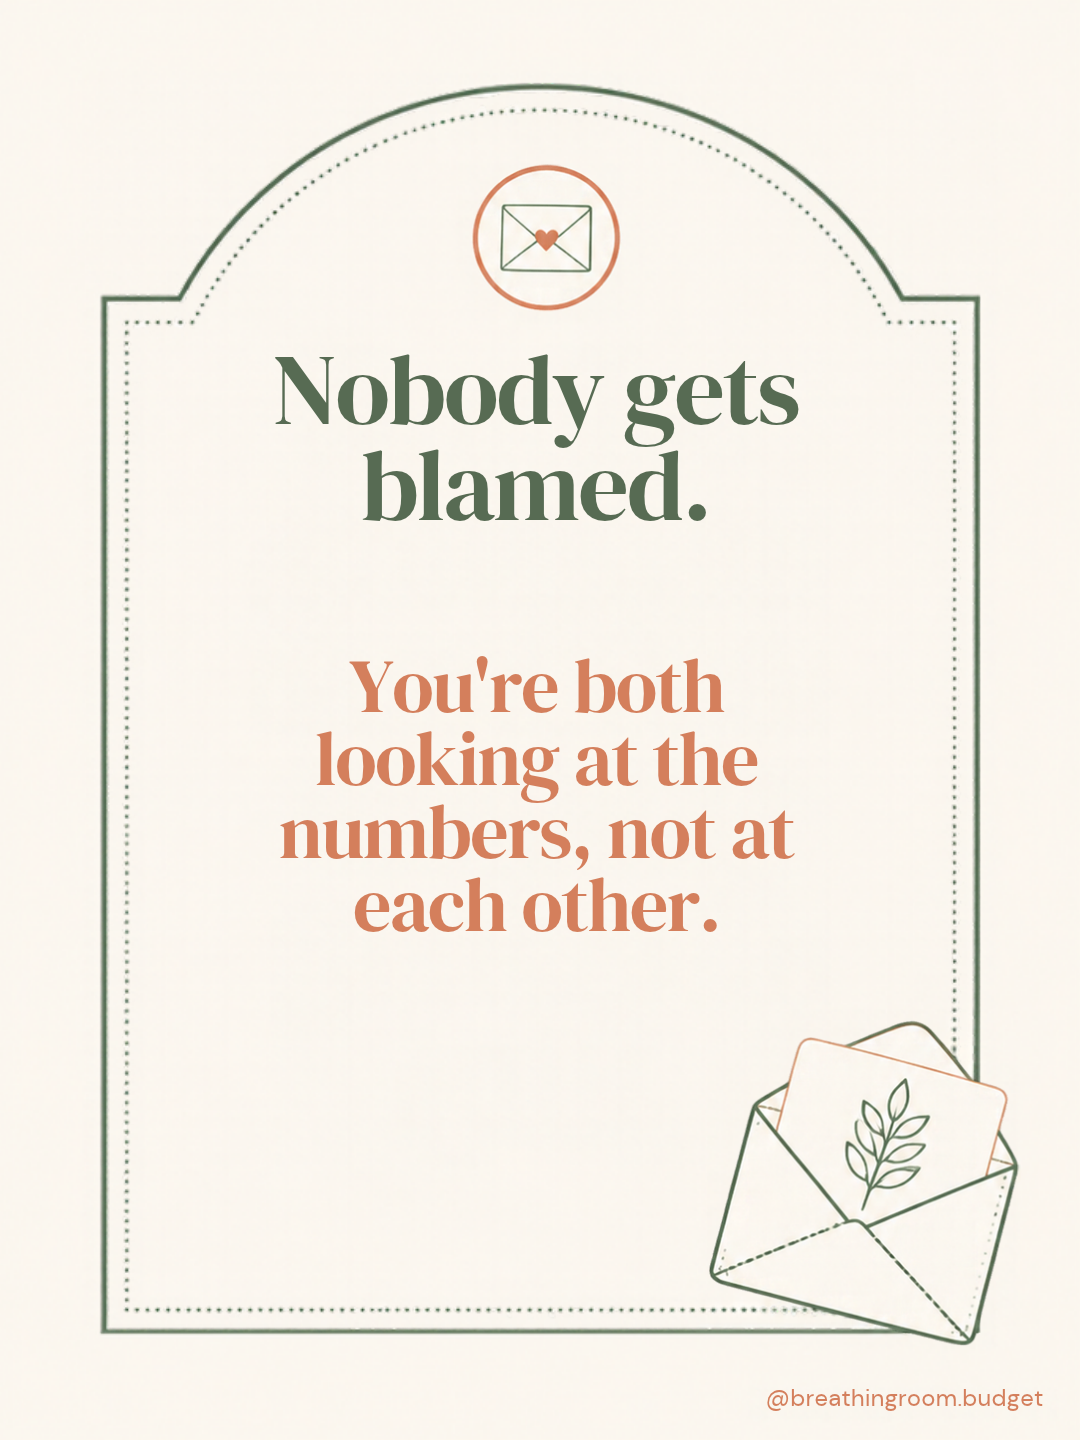 Nobody gets
blamed.
You're both
looking at the
numbers, not at
each other.
@breathingroom.budget